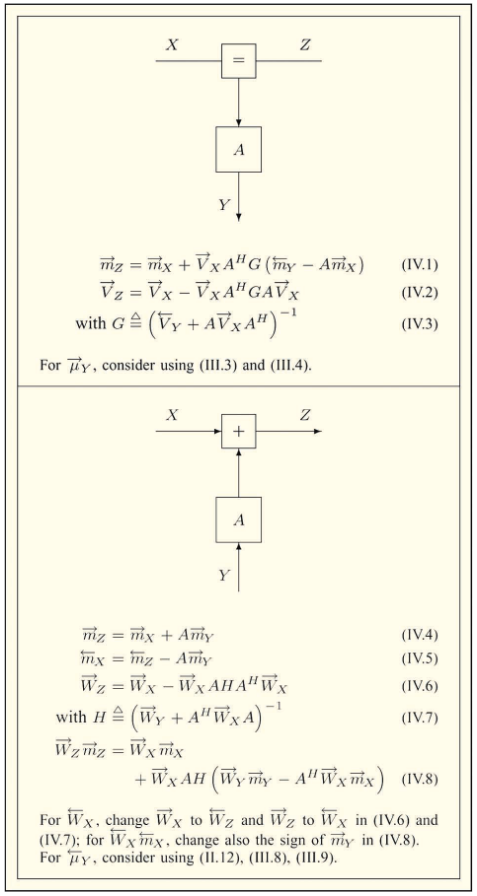 X Z
=
A
Y
m⃗_Z = m⃗_X + V⃗_X A^H G (m⃖_Y − A m⃗_X) (IV.1)
V⃗_Z = V⃗_X − V⃗_X A^H G A V⃗_X (IV.2)
with G ≜ (V⃖_Y + A V⃗_X A^H)^−1 (IV.3)
For μ⃗_Y, consider using (III.3) and (III.4).
X Z
+
A
Y
m⃗_Z = m⃗_X + A m⃗_Y (IV.4)
m⃖_X = m⃖_Z − A m⃗_Y (IV.5)
W⃗_Z = W⃗_X − W⃗_X A H A^H W⃗_X (IV.6)
with H ≜ (W⃗_Y + A^H W⃗_X A)^−1 (IV.7)
W⃗_Z m⃗_Z = W⃗_X m⃗_X
+ W⃗_X A H (W⃗_Y m⃗_Y − A^H W⃗_X m⃗_X) (IV.8)
For W⃖_X, change W⃗_X to W⃖_Z and W⃗_Z to W⃖_X in (IV.6) and
(IV.7); for W⃖_X m⃖_X, change also the sign of m⃗_Y in (IV.8).
For μ⃖_Y, consider using (II.12), (III.8), (III.9).